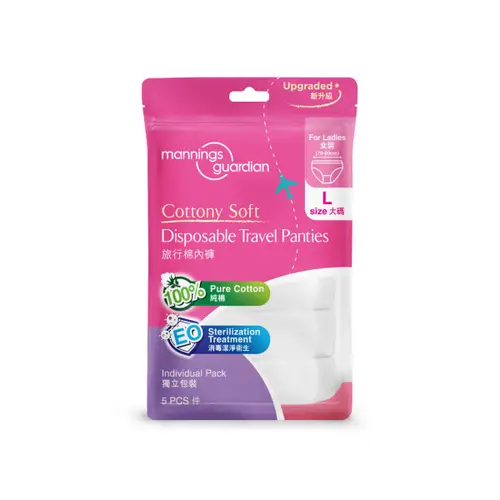 Upgraded
新升級
mannings
guardian
For Ladies
女裝
L
size 大碼
Cottony Soft
Disposable Travel Panties
旅行棉內褲
100%
Pure Cotton
純棉
EO
Sterilization
Treatment
消毒潔淨衛生
Individual Pack
獨立包裝
5 PCS 件